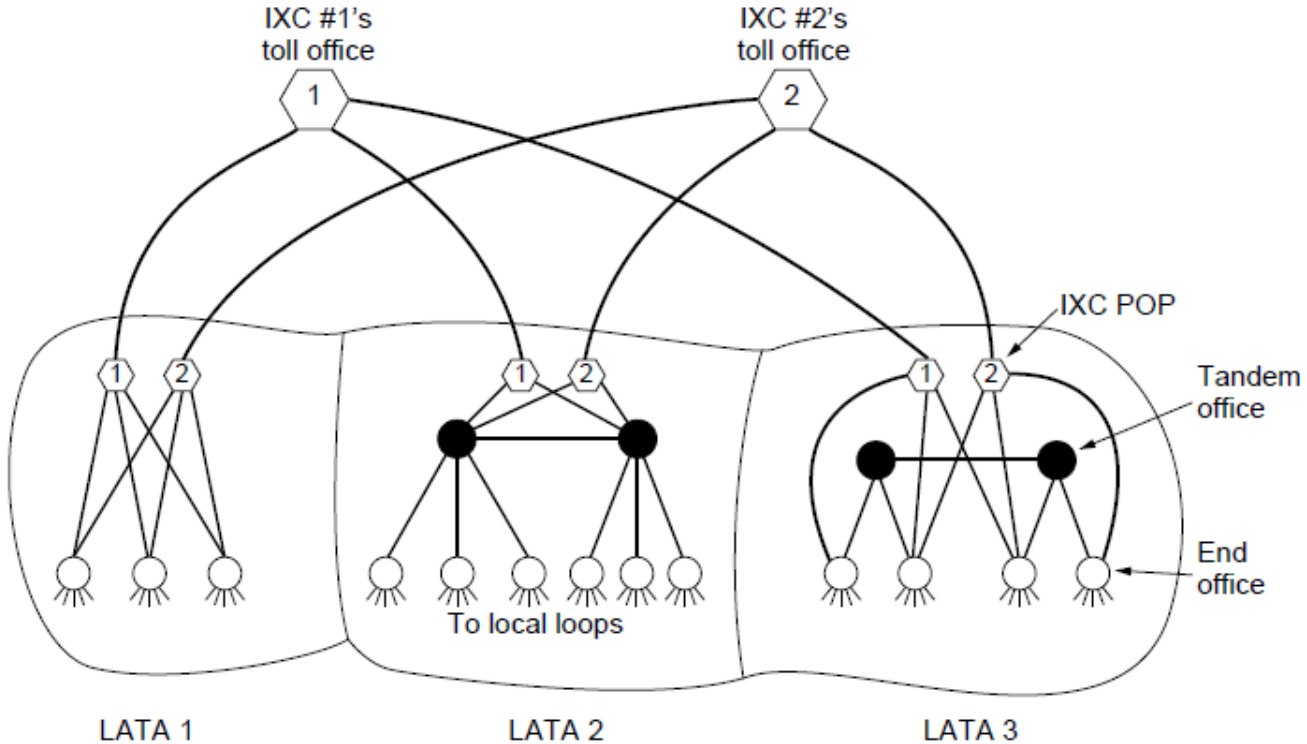 IXC #1's
toll office
IXC #2's
toll office
1
2
IXC POP
1
2
1
2
1
2
Tandem
office
End
office
To local loops
LATA 1
LATA 2
LATA 3